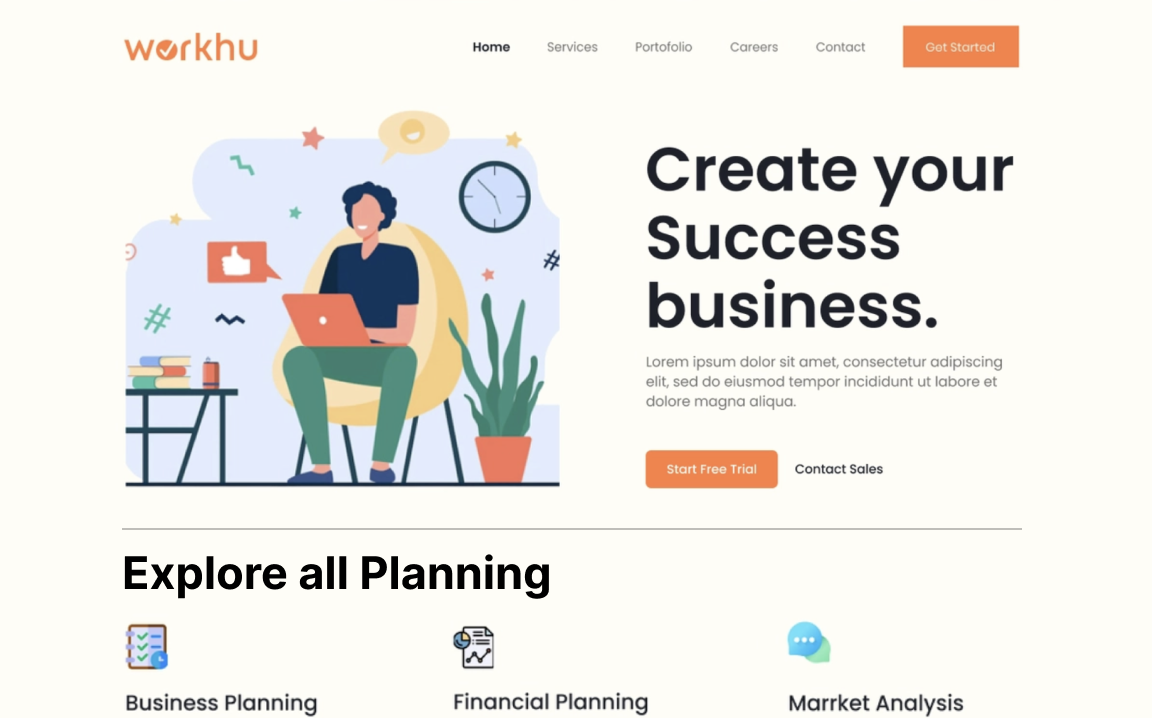 workhu
Home Services Portofolio Careers Contact Get Started
Create your
Success
business.
Lorem ipsum dolor sit amet, consectetur adipiscing
elit, sed do eiusmod tempor incididunt ut labore et
dolore magna aliqua.
Start Free Trial Contact Sales
Explore all Planning
Business Planning Financial Planning Marrket Analysis